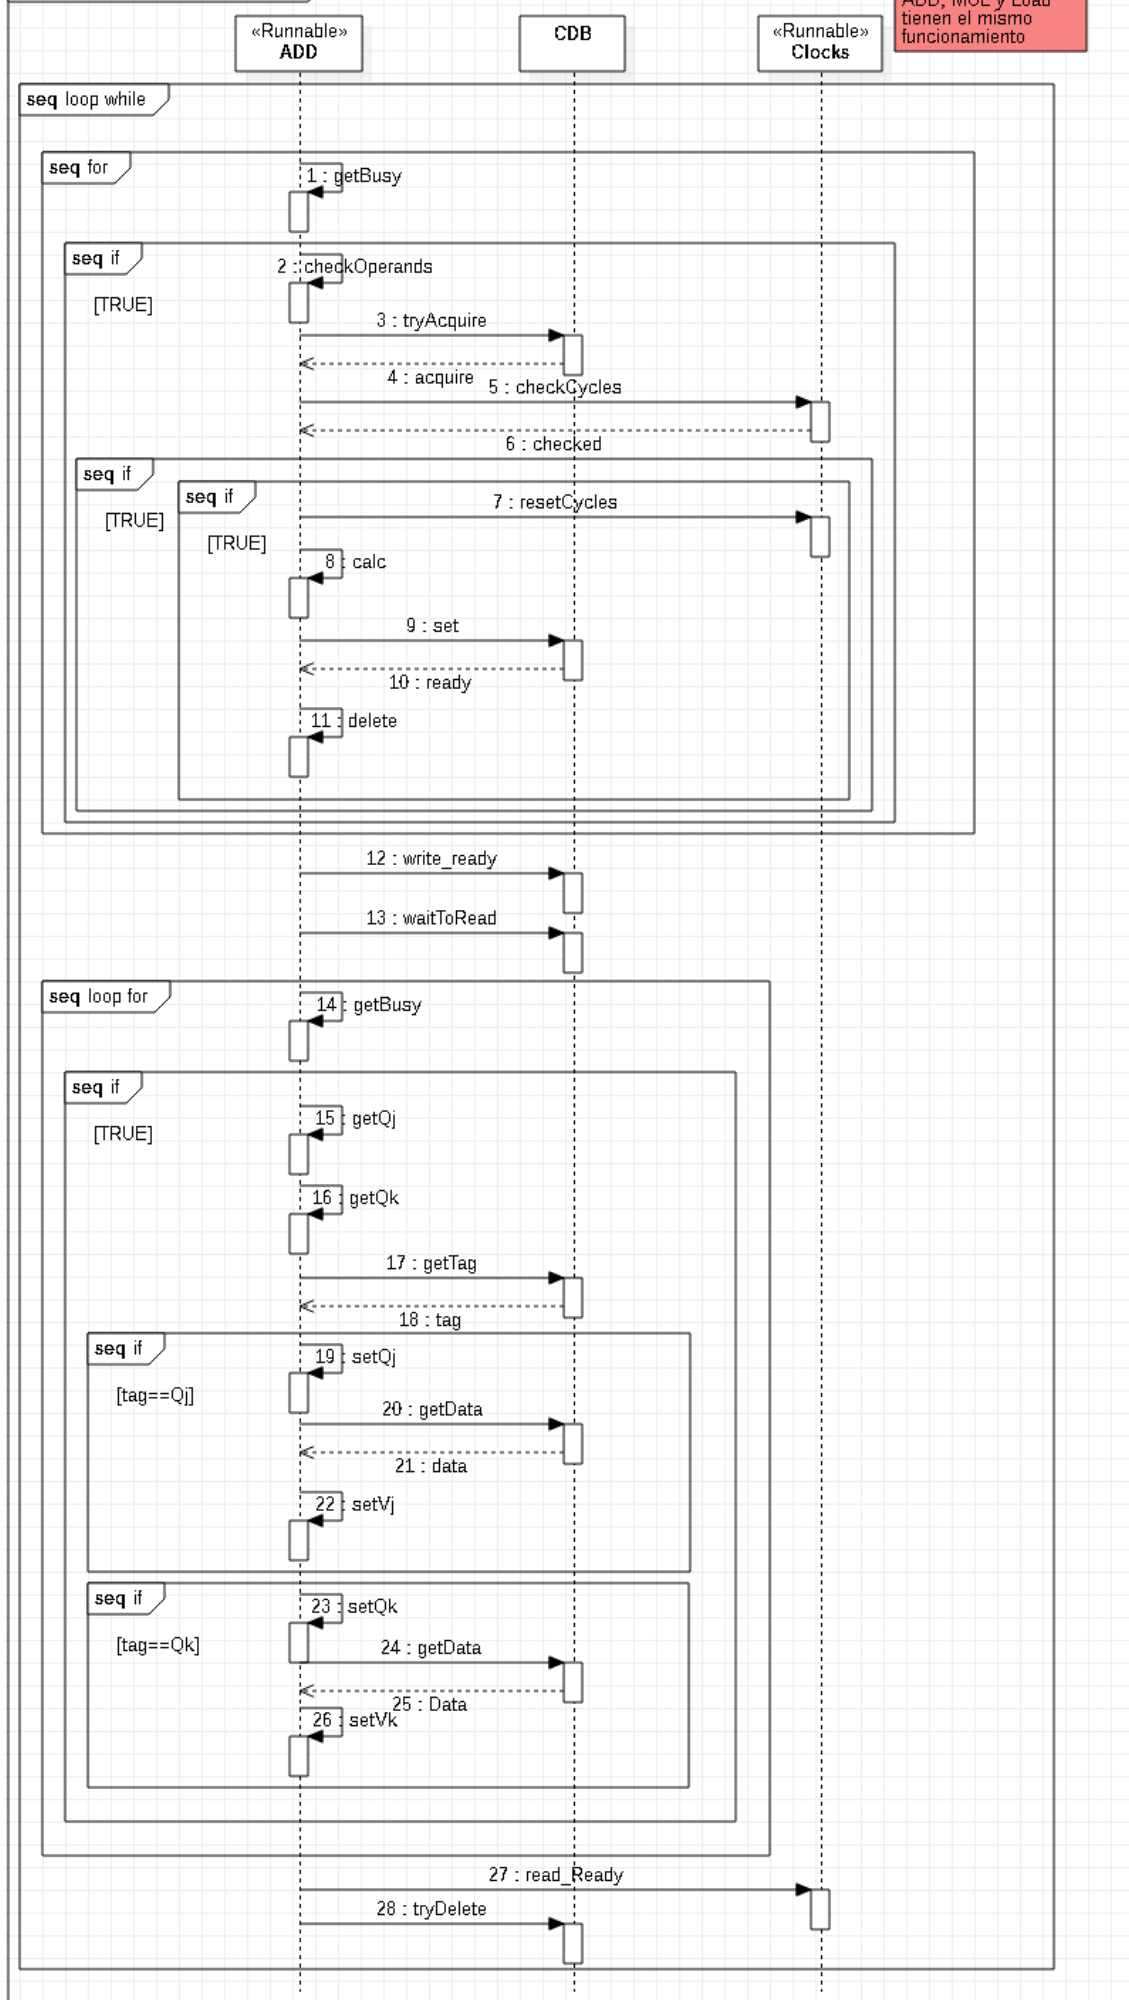 ADD, MUL y Load
tienen el mismo
funcionamiento
«Runnable»
ADD
CDB
«Runnable»
Clocks
seq loop while
seq for
1 : getBusy
seq if
[TRUE]
2 : checkOperands
3 : tryAcquire
4 : acquire
5 : checkCycles
6 : checked
seq if
[TRUE]
seq if
[TRUE]
7 : resetCycles
8 : calc
9 : set
10 : ready
11 : delete
12 : write_ready
13 : waitToRead
seq loop for
14 : getBusy
seq if
[TRUE]
15 : getQj
16 : getQk
17 : getTag
18 : tag
seq if
[tag==Qj]
19 : setQj
20 : getData
21 : data
22 : setVj
seq if
[tag==Qk]
23 : setQk
24 : getData
25 : Data
26 : setVk
27 : read_Ready
28 : tryDelete